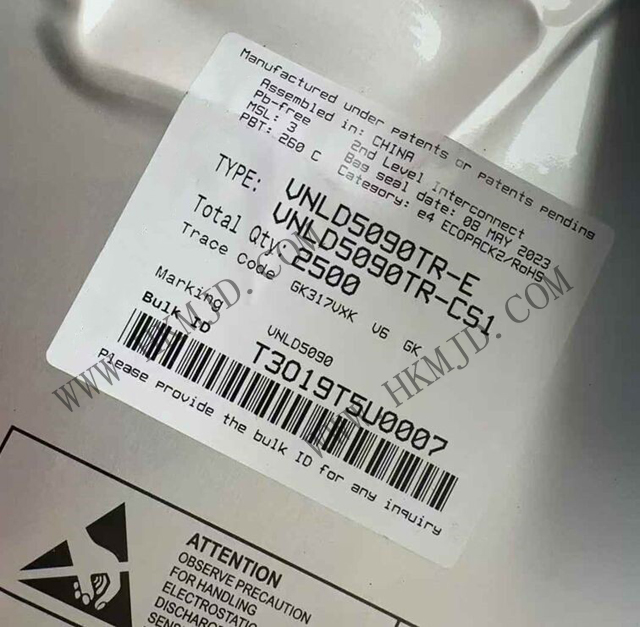 Manufactured under patents or patents pending
Assembled in: CHINA
Pb-free 2nd Level Interconnect
MSL: 3 Bag seal date: 08 MAY 2023
PBT: 260 C Category: e4 ECOPACK2/RoHS
TYPE: VNLD5090TR-E
VNLD5090TR-CS1
Total Qty: 2500
Trace Code GK317VXK V6 GK
Marking VNLD5090
Bulk ID T3019T5U0007
Please provide the bulk ID for any inquiry
WWW.HKMJD.COM
WWW.HKMJD.COM
ATTENTION
OBSERVE PRECAUTION
FOR HANDLING
ELECTROSTATIC